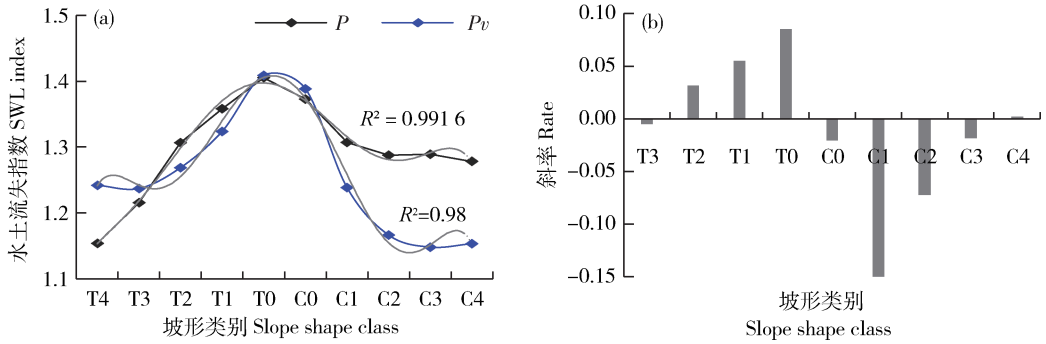 (a)
P
Pv
水土流失指数 SWL index
1.5
1.4
1.3
1.2
1.1
R² = 0.991 6
R²=0.98
T4 T3 T2 T1 T0 C0 C1 C2 C3 C4
坡形类别 Slope shape class
(b)
斜率 Rate
0.10
0.05
0.00
−0.05
−0.10
−0.15
T3 T2 T1 T0 C0 C1 C2 C3 C4
坡形类别
Slope shape class